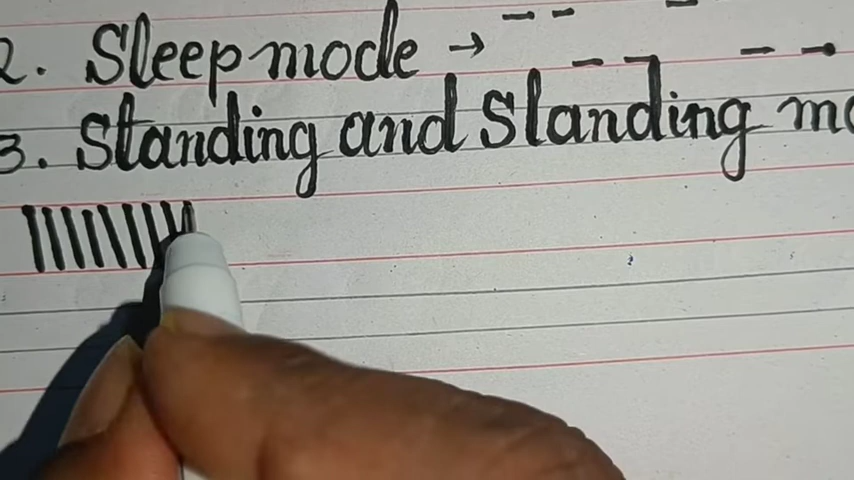 2. Sleep mode →
3. Standing and Slanding